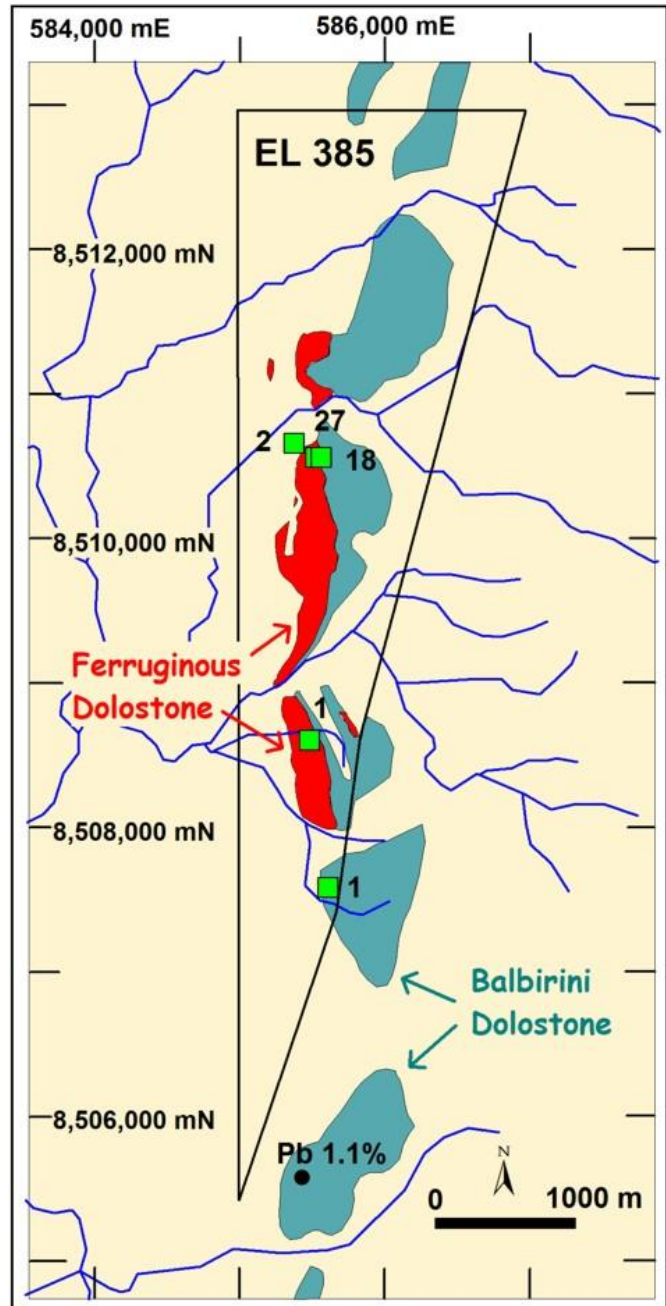 584,000 mE
586,000 mE
EL 385
8,512,000 mN
27
2
18
8,510,000 mN
Ferruginous
Dolostone
1
8,508,000 mN
1
Balbirini
Dolostone
8,506,000 mN
Pb 1.1%
N
0 1000 m